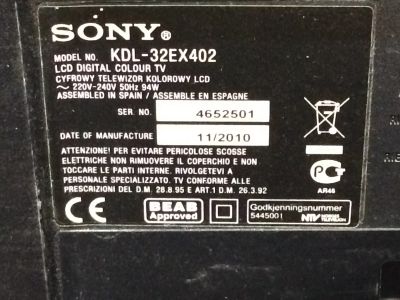 SONY®
MODEL NO. KDL-32EX402
LCD DIGITAL COLOUR TV
CYFROWY TELEWIZOR KOLOROWY LCD
~ 220V-240V 50Hz 94W
ASSEMBLED IN SPAIN / ASSEMBLE EN ESPAGNE
SER. NO. 4652501
DATE OF MANUFACTURE 11/2010
ATTENZIONE! PER EVITARE PERICOLOSE SCOSSE
ELETTRICHE NON RIMUOVERE IL COPERCHIO E NON
TOCCARE LE PARTI INTERNE. RIVOLGETEVI A
PERSONALE SPECIALIZZATO. TV CONFORME ALLE
PRESCRIZIONI DEL D.M. 28.8.95 E ART.1 D.M. 26.3.92
АЯ46
CE
BEAB
Approved
Godkjenningsnummer
5445001 NTV